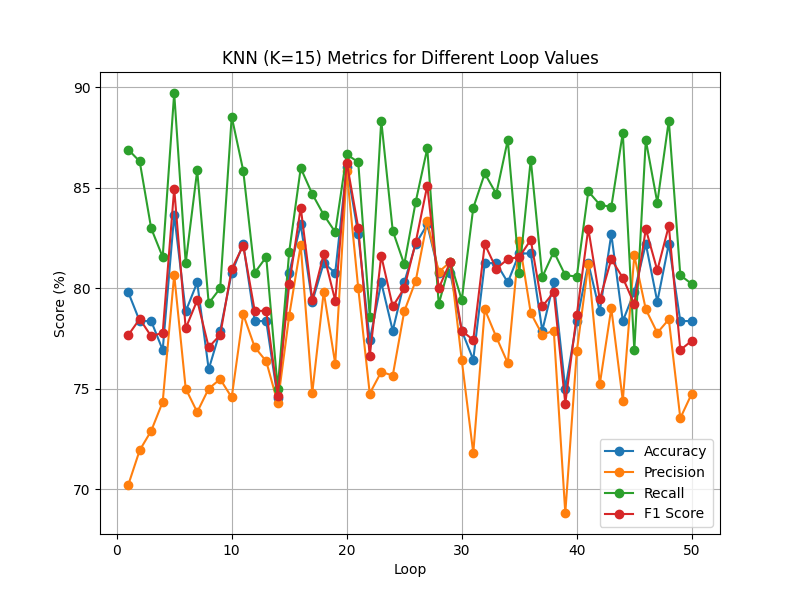 KNN (K=15) Metrics for Different Loop Values
Score (%)
90
85
80
75
70
0
10
20
30
40
50
Loop
Accuracy
Precision
Recall
F1 Score